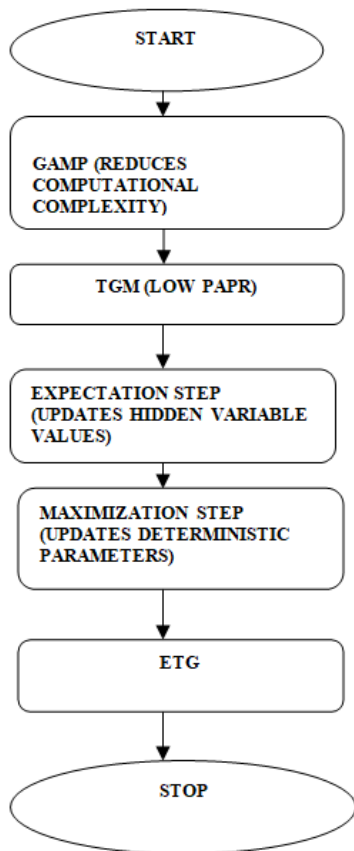 START
GAMP (REDUCES
COMPUTATIONAL
COMPLEXITY)
TGM (LOW PAPR)
EXPECTATION STEP
(UPDATES HIDDEN VARIABLE
VALUES)
MAXIMIZATION STEP
(UPDATES DETERMINISTIC
PARAMETERS)
ETG
STOP